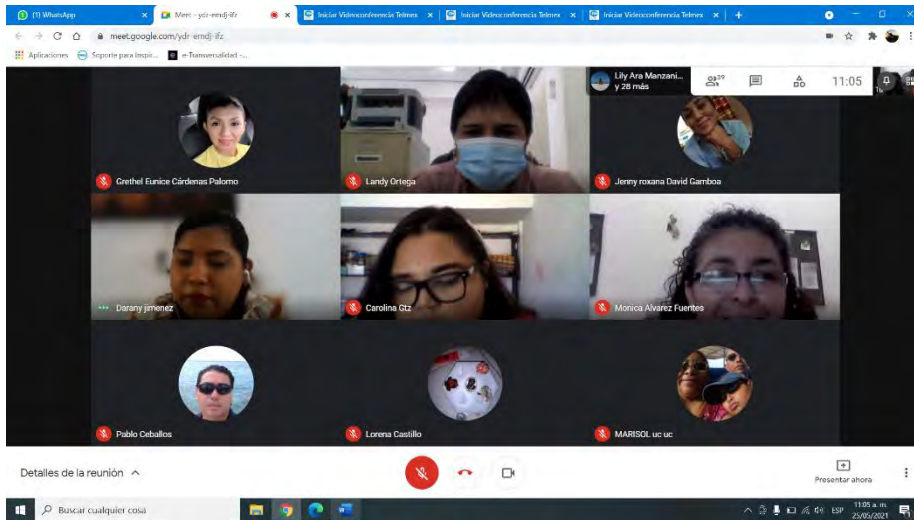 (1) WhatsApp
Meet - ydr-emdj-ifz
Iniciar Videoconferencia Telmex
Iniciar Videoconferencia Telmex
Iniciar Videoconferencia Telmex
meet.google.com/ydr-emdj-ifz
Aplicaciones
Soporte para Inspir...
e-Transversalidad -...
Lily Ara Manzani...
y 28 más
39
11:05
Grethel Eunice Cárdenas Palomo
Landy Ortega
Jenny roxana David Gamboa
Darany jimenez
Carolina Gtz
Monica Alvarez Fuentes
Pablo Ceballos
Lorena Castillo
MARISOL uc uc
Detalles de la reunión
Presentar ahora
Buscar cualquier cosa
ESP
11:05 a. m.
25/05/2021